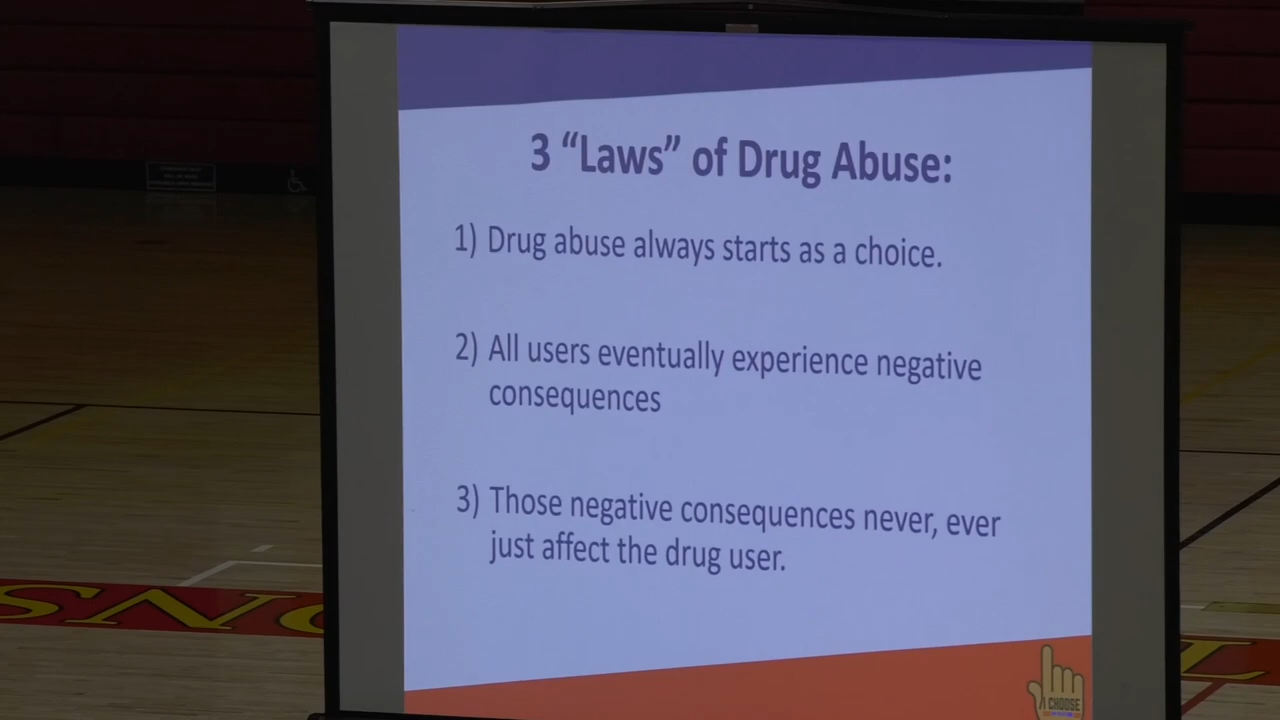 3 “Laws” of Drug Abuse:
1) Drug abuse always starts as a choice.
2) All users eventually experience negative
consequences
3) Those negative consequences never, ever
just affect the drug user.
I CHOOSE
SNO